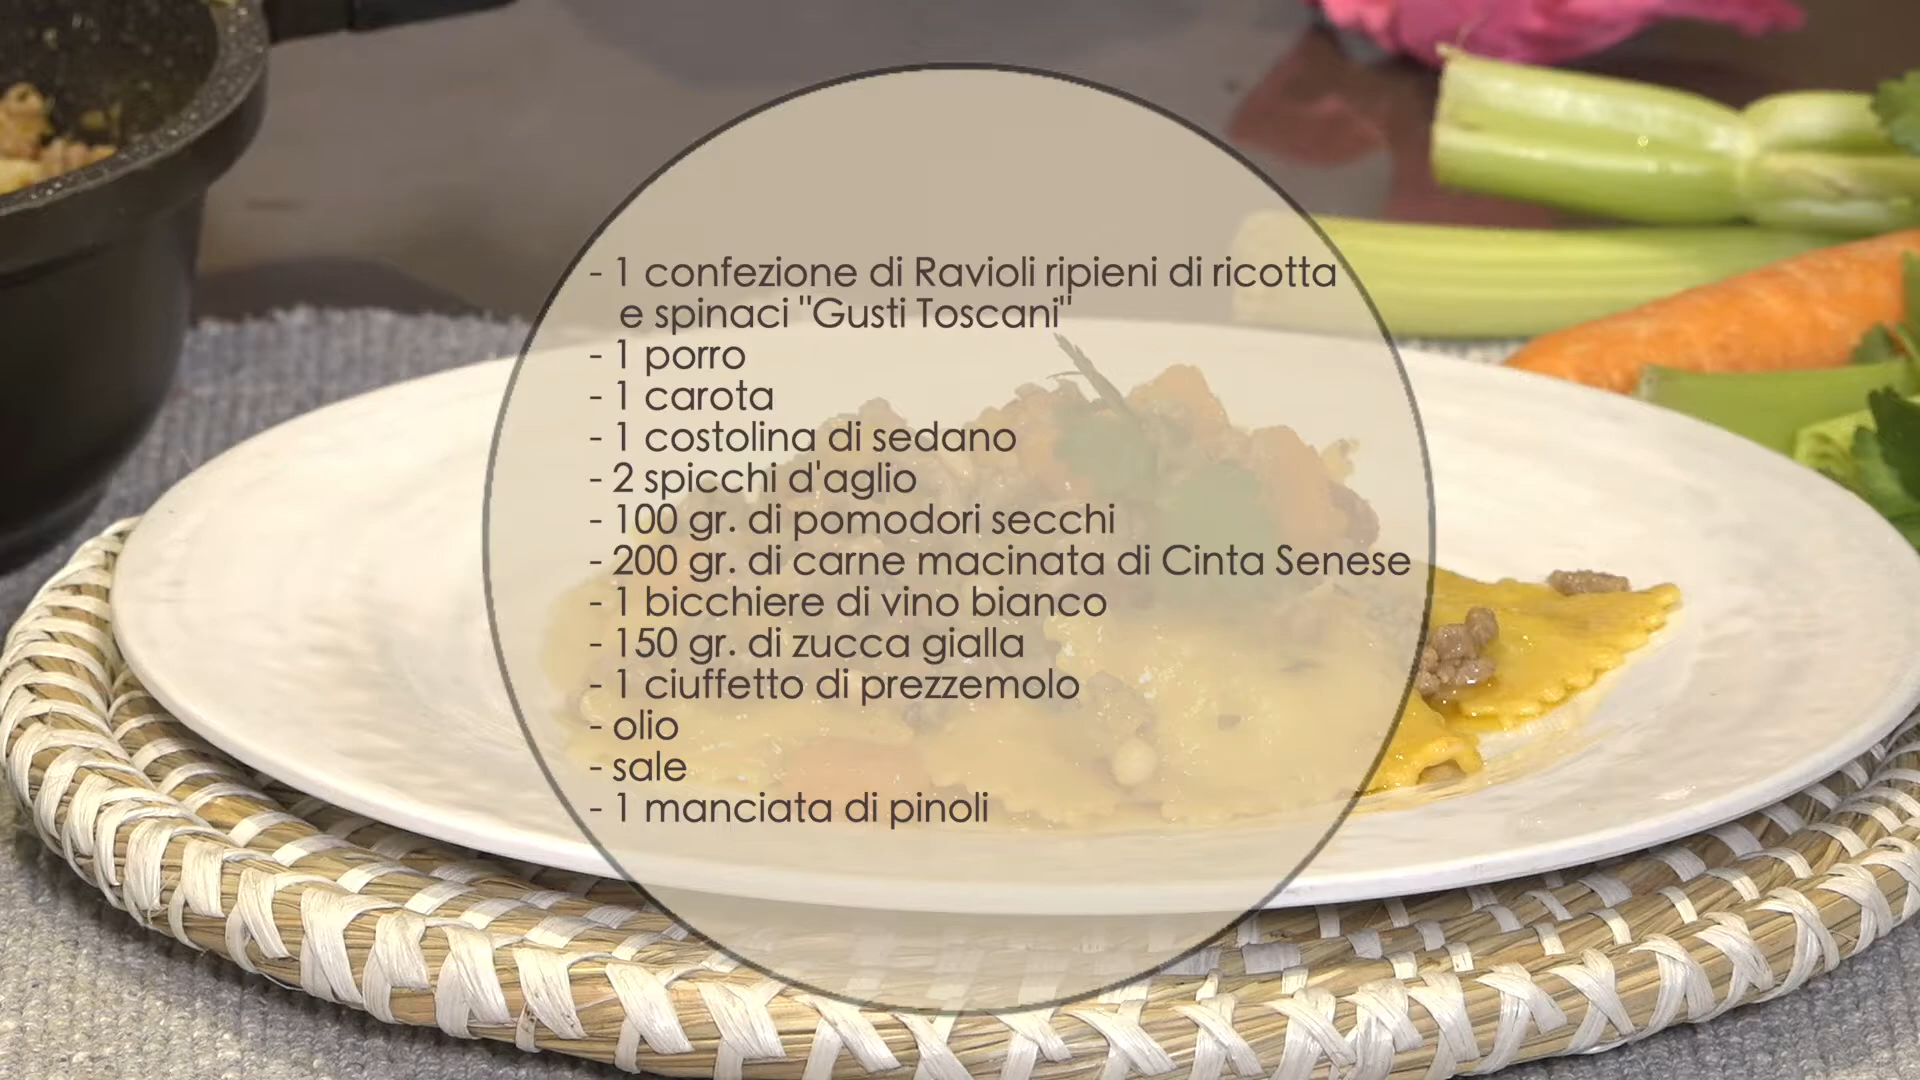 - 1 confezione di Ravioli ripieni di ricotta
e spinaci "Gusti Toscani"
- 1 porro
- 1 carota
- 1 costolina di sedano
- 2 spicchi d'aglio
- 100 gr. di pomodori secchi
- 200 gr. di carne macinata di Cinta Senese
- 1 bicchiere di vino bianco
- 150 gr. di zucca gialla
- 1 ciuffetto di prezzemolo
- olio
- sale
- 1 manciata di pinoli